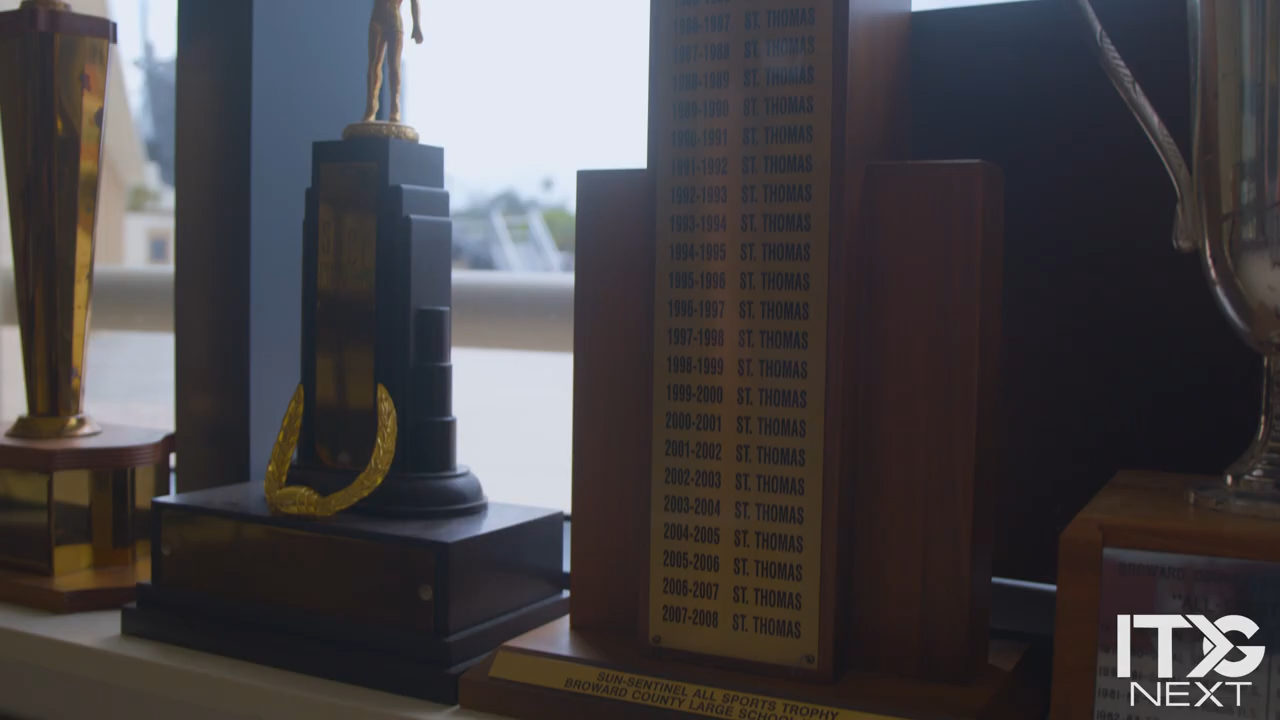 1986-1987 ST. THOMAS
1987-1988 ST. THOMAS
1988-1989 ST. THOMAS
1989-1990 ST. THOMAS
1990-1991 ST. THOMAS
1991-1992 ST. THOMAS
1992-1993 ST. THOMAS
1993-1994 ST. THOMAS
1994-1995 ST. THOMAS
1995-1996 ST. THOMAS
1996-1997 ST. THOMAS
1997-1998 ST. THOMAS
1998-1999 ST. THOMAS
1999-2000 ST. THOMAS
2000-2001 ST. THOMAS
2001-2002 ST. THOMAS
2002-2003 ST. THOMAS
2003-2004 ST. THOMAS
2004-2005 ST. THOMAS
2005-2006 ST. THOMAS
2006-2007 ST. THOMAS
2007-2008 ST. THOMAS
SUN-SENTINEL ALL SPORTS TROPHY
BROWARD COUNTY LARGE SCHOOL
BROWARD
"ALL-
ITG
NEXT